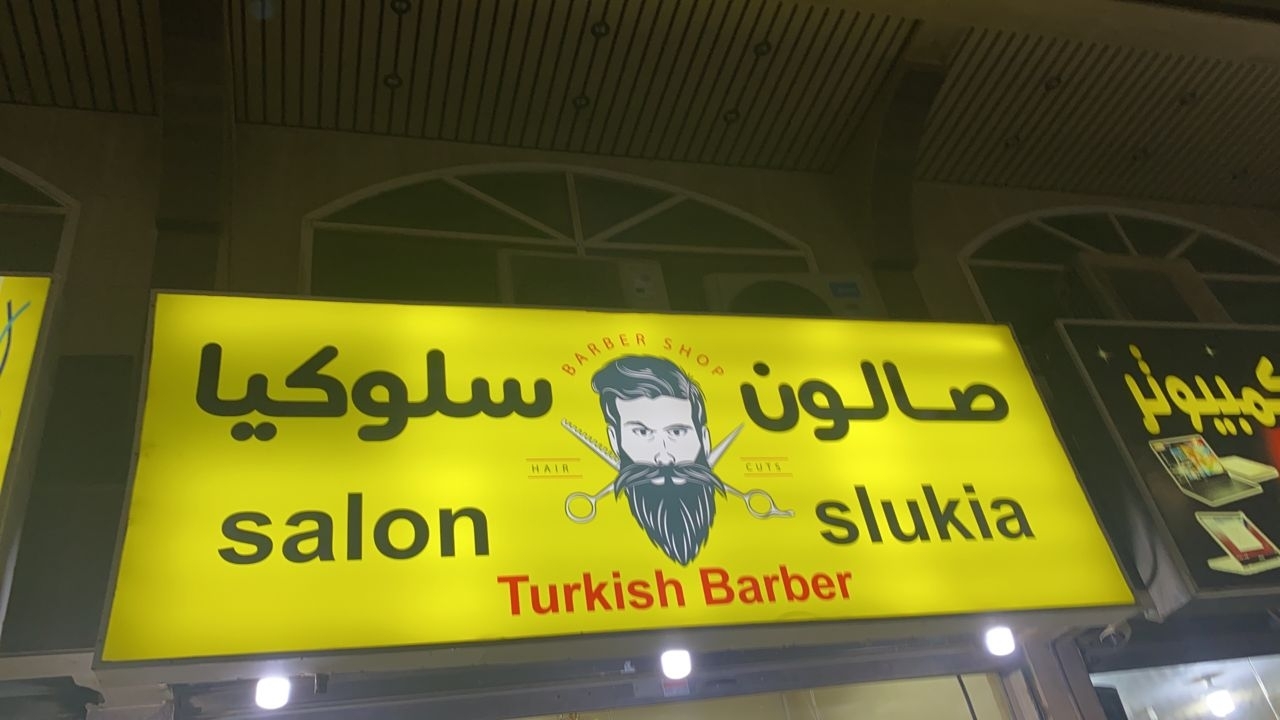 BARBER SHOP
صالون سلوكيا
HAIR CUTS
salon slukia
Turkish Barber
كمبيوتر